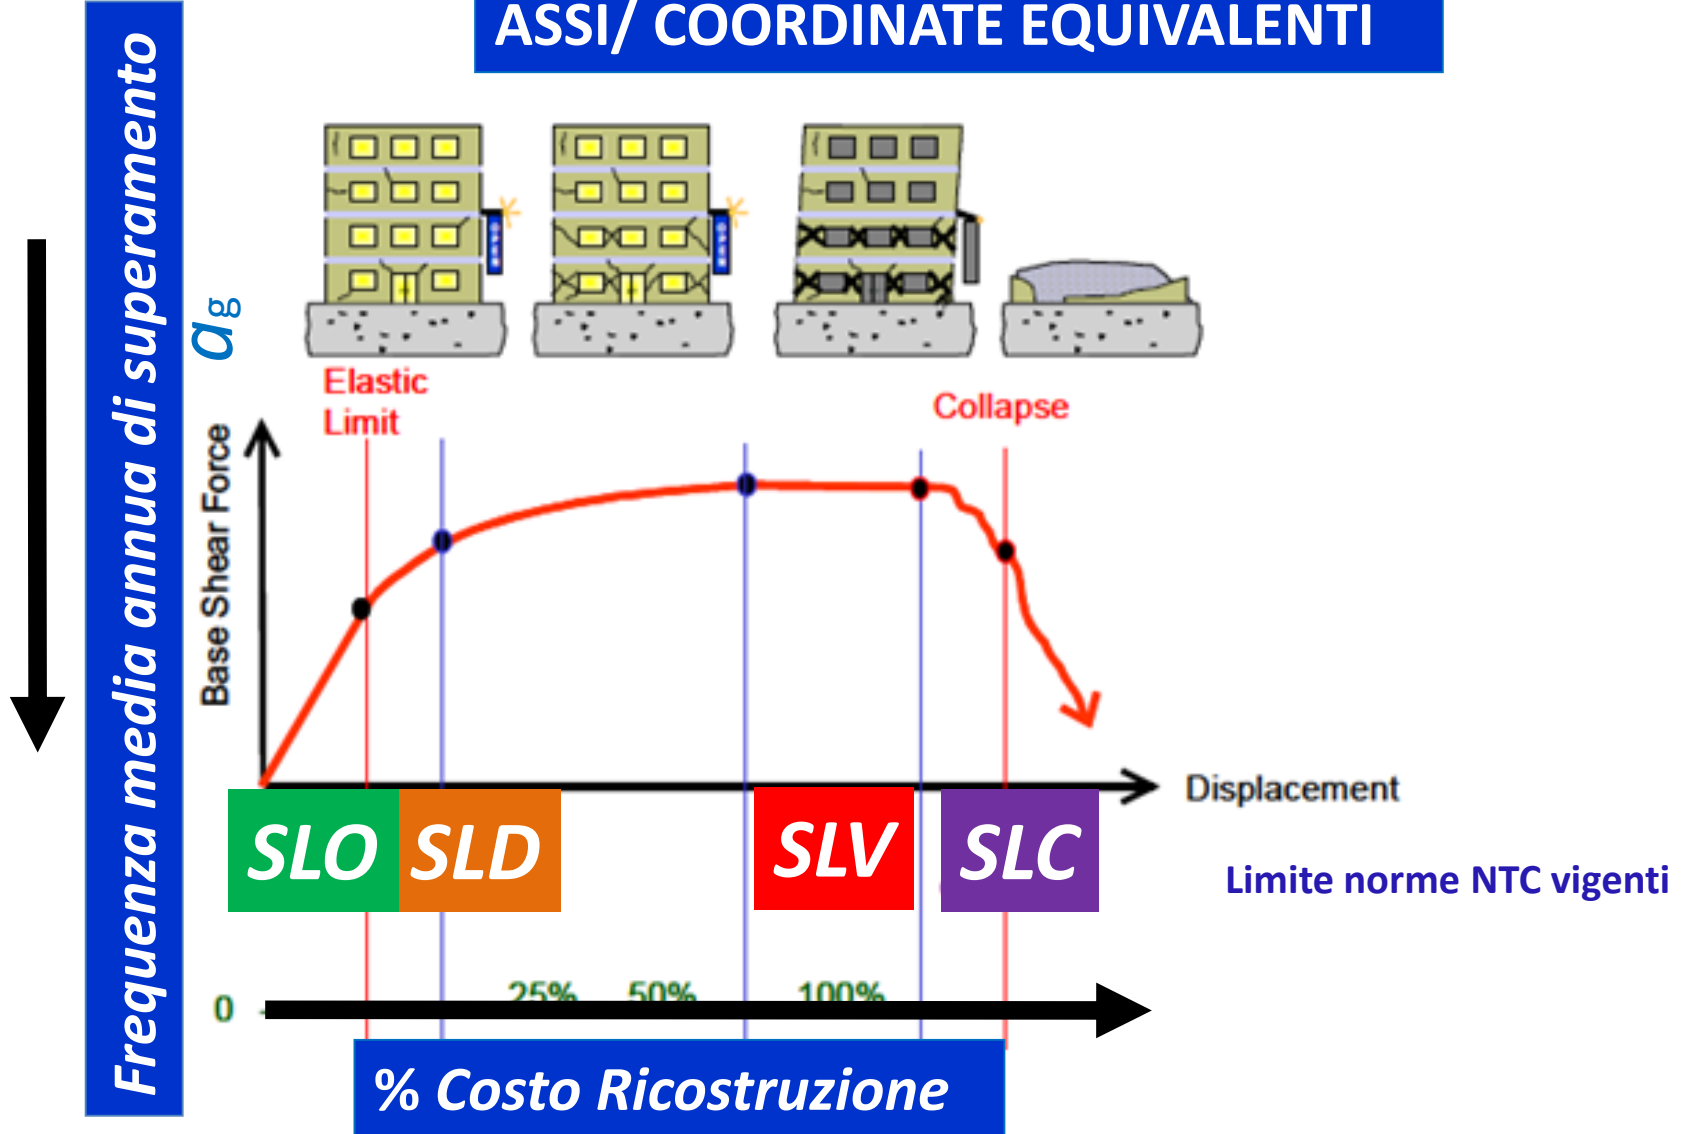 ASSI/ COORDINATE EQUIVALENTI
Frequenza media annua di superamento
ag
Elastic
Limit
Collapse
Base Shear Force
Displacement
SLO
SLD
SLV
SLC
Limite norme NTC vigenti
0
25%
50%
100%
% Costo Ricostruzione